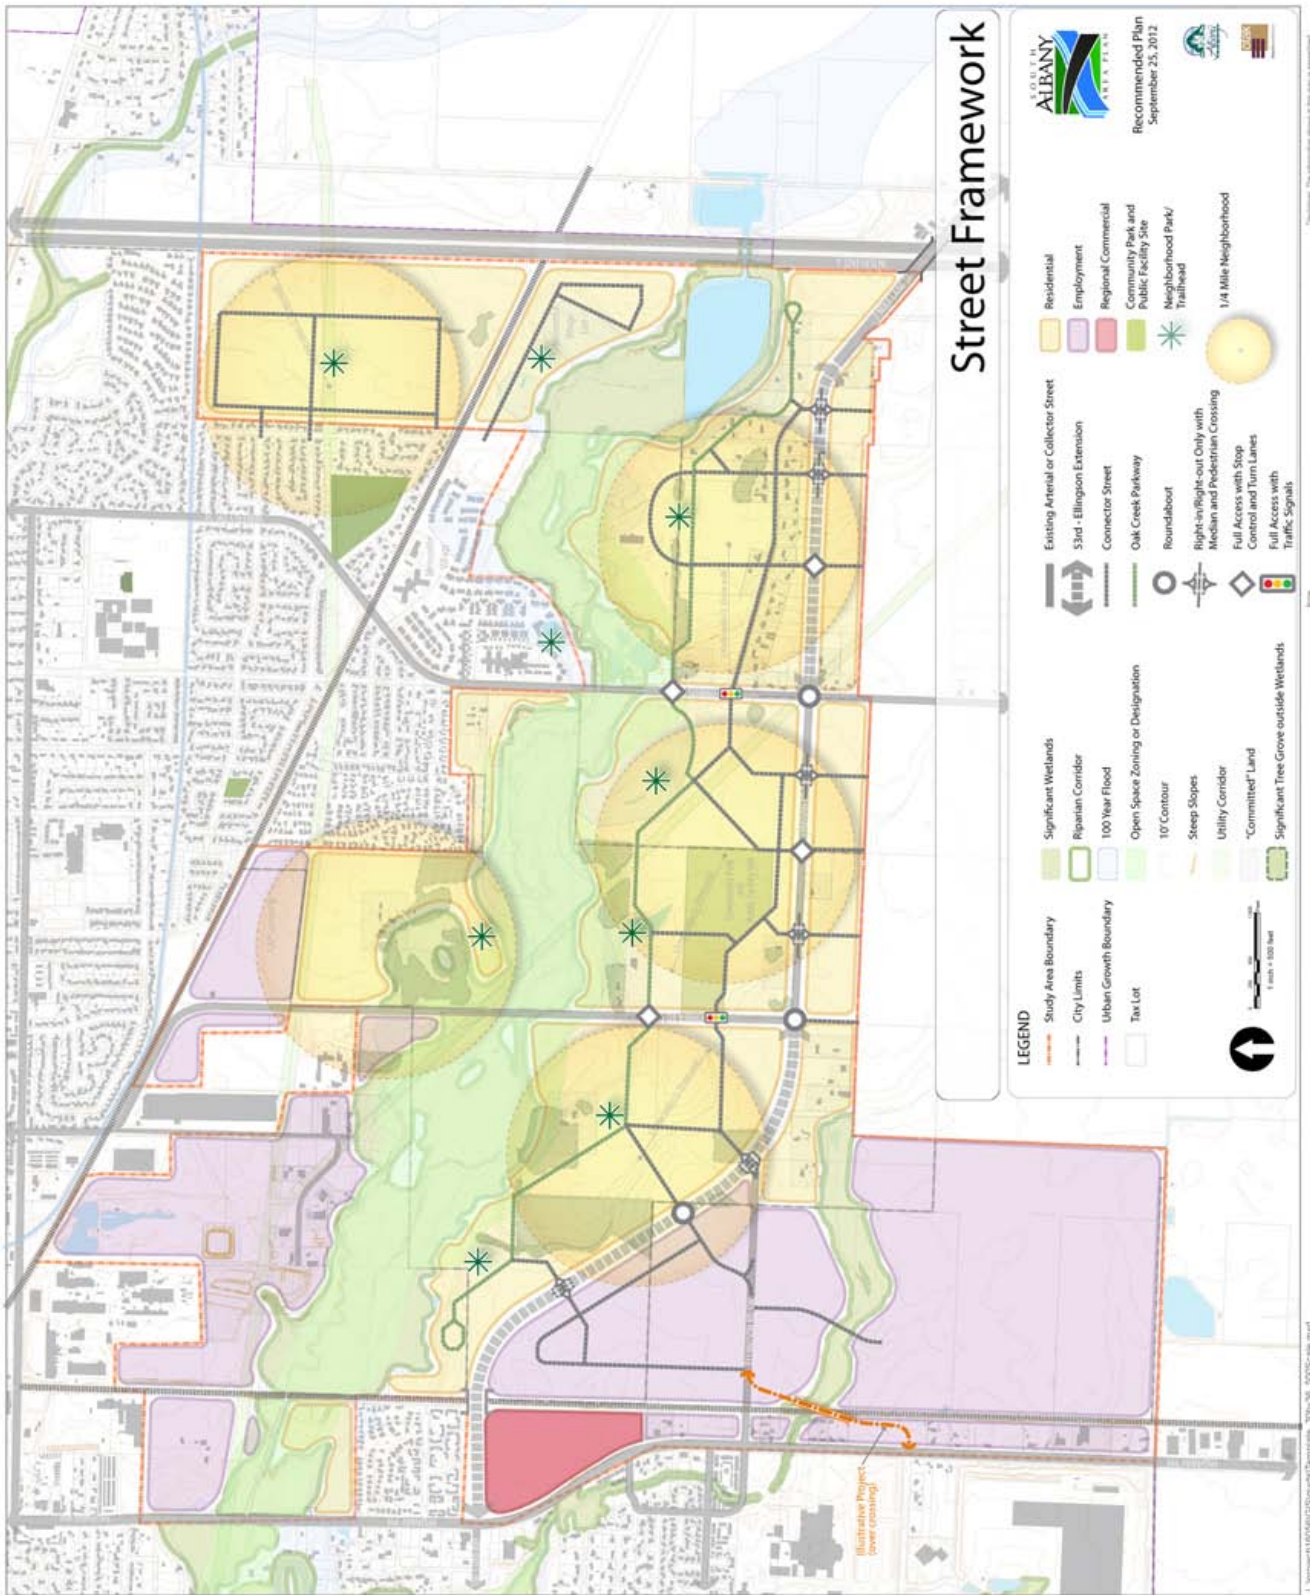 Street Framework
SOUTH
ALBANY
AREA PLAN
Recommended Plan
September 25, 2012
LEGEND
Study Area Boundary
City Limits
Urban Growth Boundary
Tax Lot
Significant Wetlands
Riparian Corridor
100 Year Flood
Open Space Zoning or Designation
10' Contour
Steep Slopes
Utility Corridor
"Committed" Land
Significant Tree Grove outside Wetlands
Existing Arterial or Collector Street
53rd - Ellingson Extension
Connector Street
Oak Creek Parkway
Roundabout
Right-in/Right-out Only with
Median and Pedestrian Crossing
Full Access with Stop
Control and Turn Lanes
Full Access with
Traffic Signals
Residential
Employment
Regional Commercial
Community Park and
Public Facility Site
Neighborhood Park/
Trailhead
1/4 Mile Neighborhood
Illustrative Project
(over crossing)